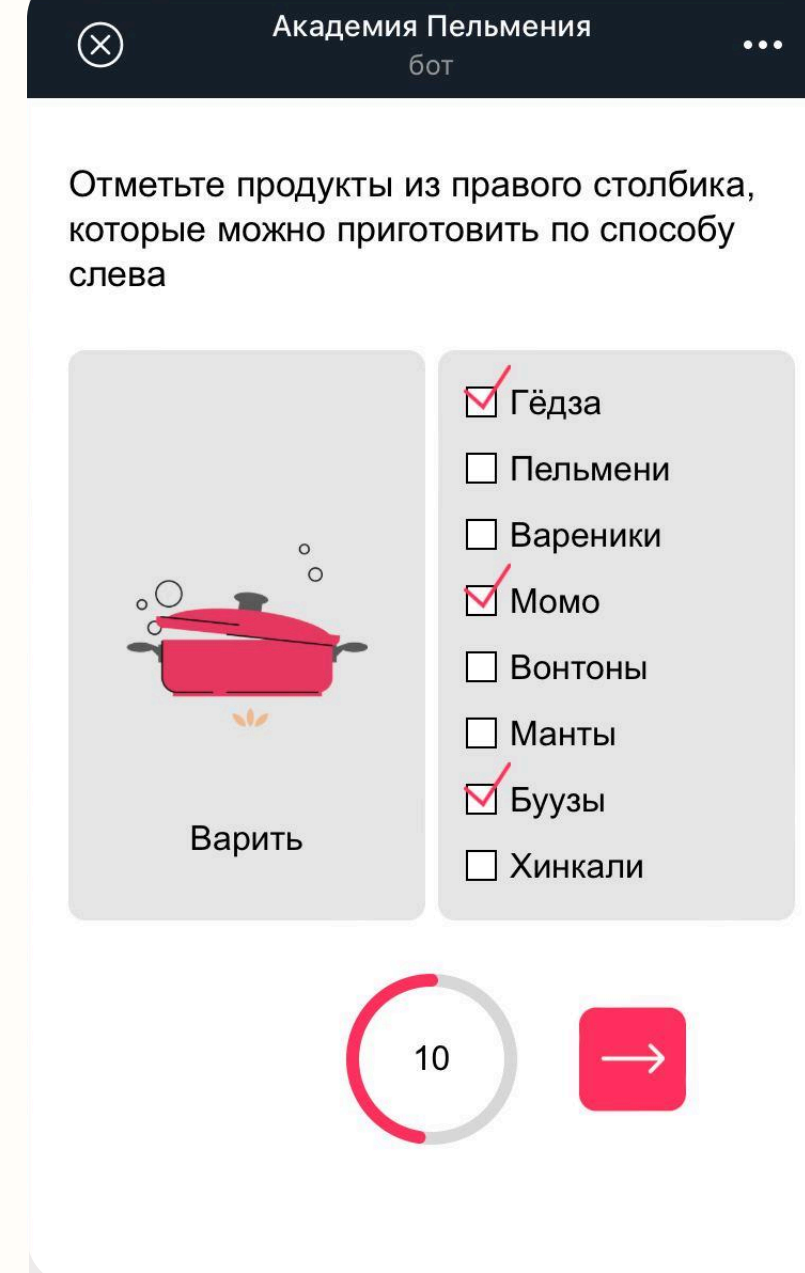 Академия Пельмения
бот
Отметьте продукты из правого столбика,
которые можно приготовить по способу
слева
Гёдза
Пельмени
Вареники
Момо
Вонтоны
Манты
Буузы
Хинкали
Варить
10